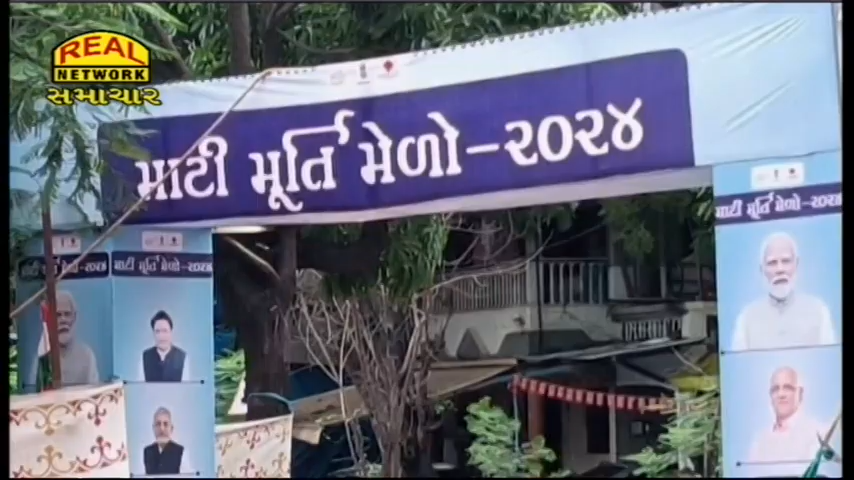 REAL
NETWORK
સમાચાર
માટી મૂર્તિ મેળો - ૨૦૨૪
માટી મૂર્તિ મેળો - ૨૦૨૪
માટી મૂર્તિ મેળો - ૨૦૨૪